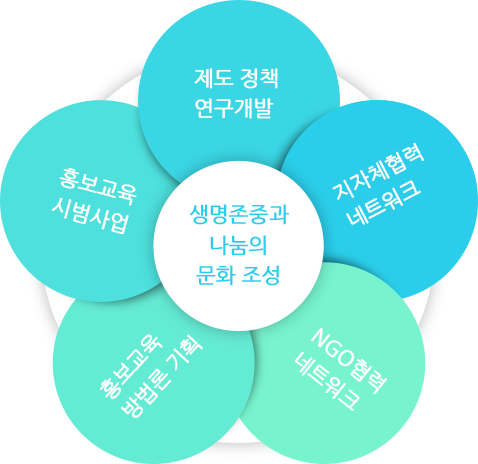 제도 정책
연구개발
지자체협력
네트워크
NGO협력
네트워크
홍보교육
방법론 기획
홍보교육
시범사업
생명존중과
나눔의
문화 조성